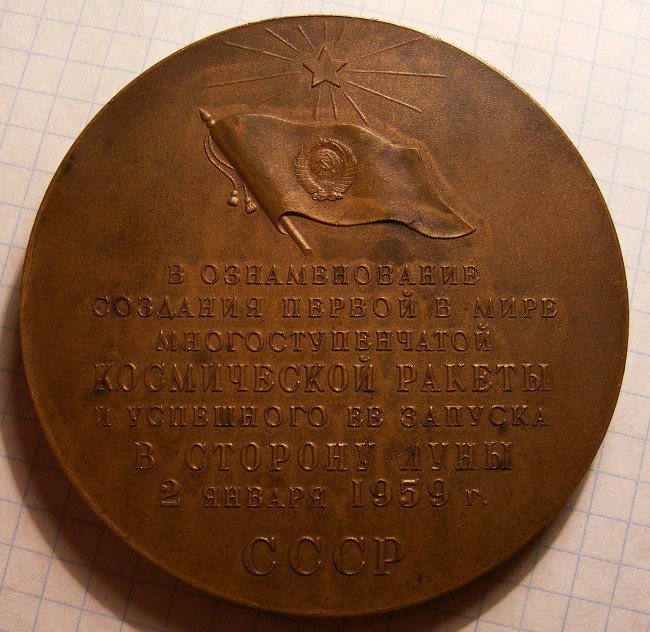 В ОЗНАМЕНОВАНИЕ
СОЗДАНИЯ ПЕРВОЙ В МИРЕ
МНОГОСТУПЕНЧАТОЙ
КОСМИЧЕСКОЙ РАКЕТЫ
И УСПЕШНОГО ЕЕ ЗАПУСКА
В СТОРОНУ ЛУНЫ
2 ЯНВАРЯ 1959 г.
СССР